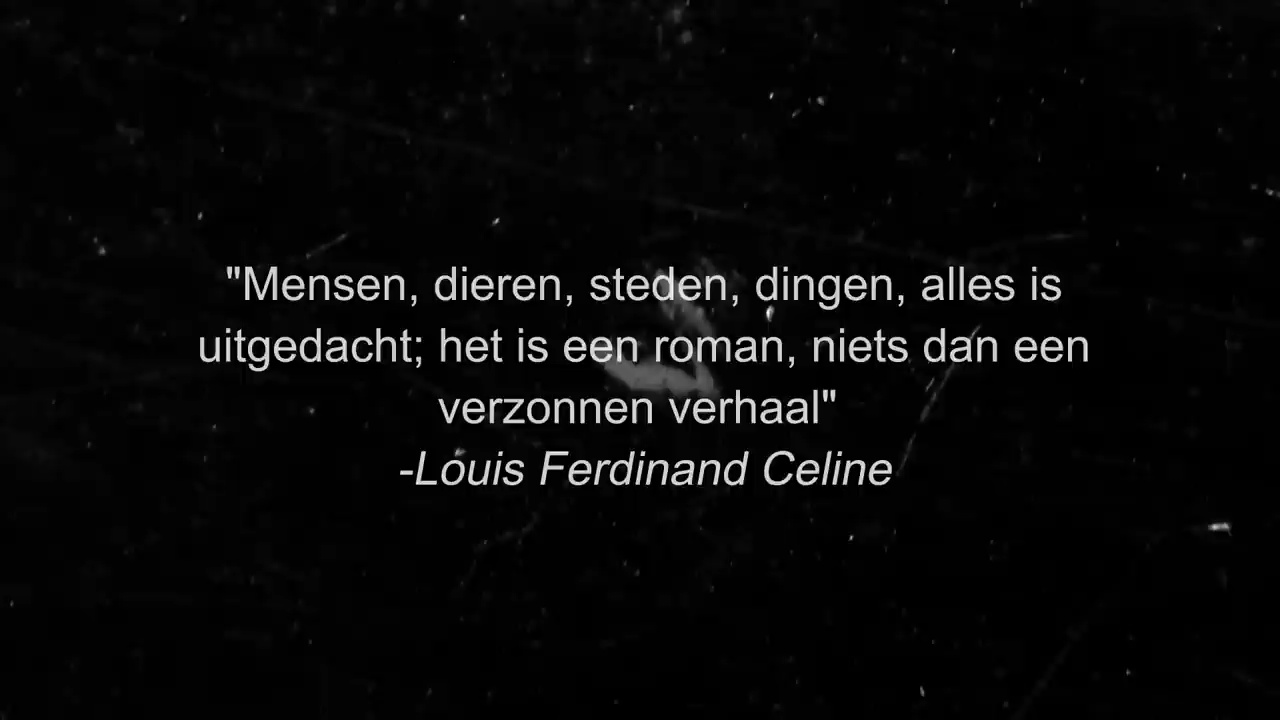 "Mensen, dieren, steden, dingen, alles is
uitgedacht; het is een roman, niets dan een
verzonnen verhaal"
-Louis Ferdinand Celine